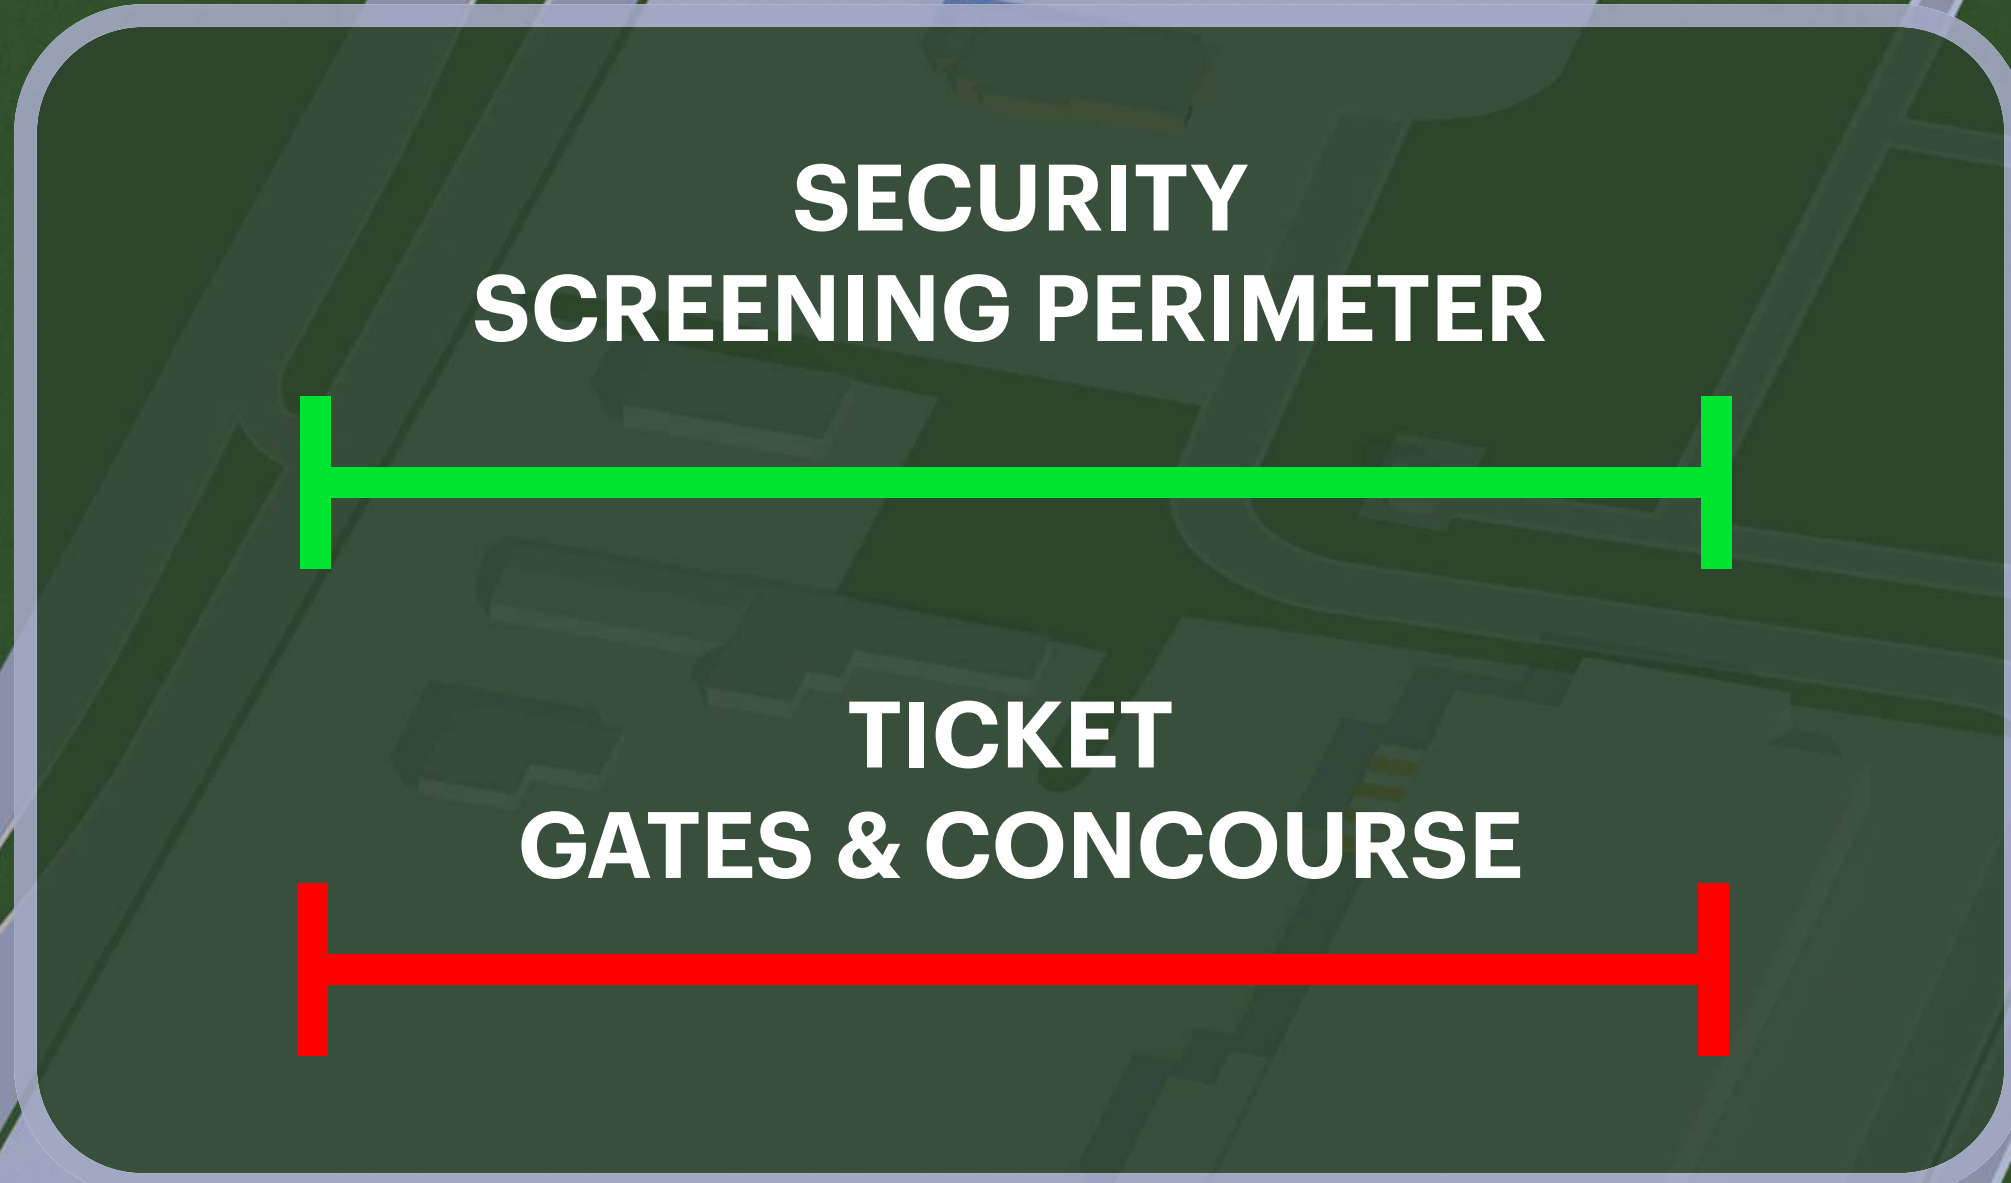 SECURITY
SCREENING PERIMETER
TICKET
GATES & CONCOURSE